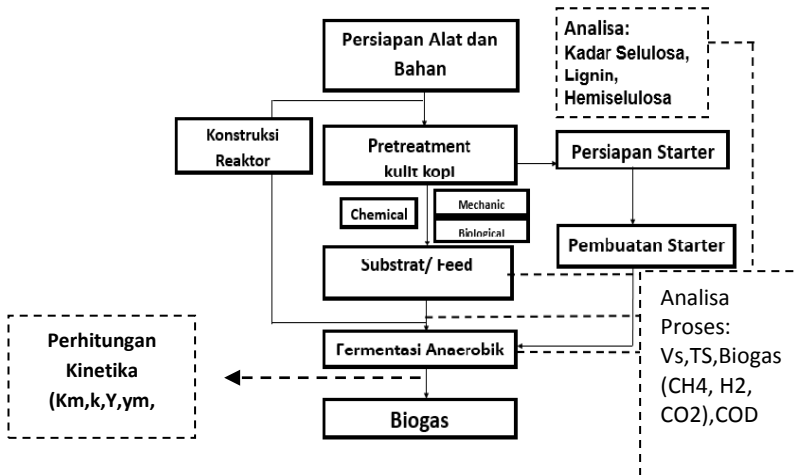 Persiapan Alat dan
Bahan
Analisa:
Kadar Selulosa,
Lignin,
Hemiselulosa
Konstruksi
Reaktor
Pretreatment
kulit kopi
Persiapan Starter
Chemical
Mechanic
Biological
Pembuatan Starter
Substrat/ Feed
Analisa
Proses:
Vs,TS,Biogas
(CH4, H2,
CO2),COD
Perhitungan
Kinetika
(Km,k,Y,ym,
Fermentasi Anaerobik
Biogas